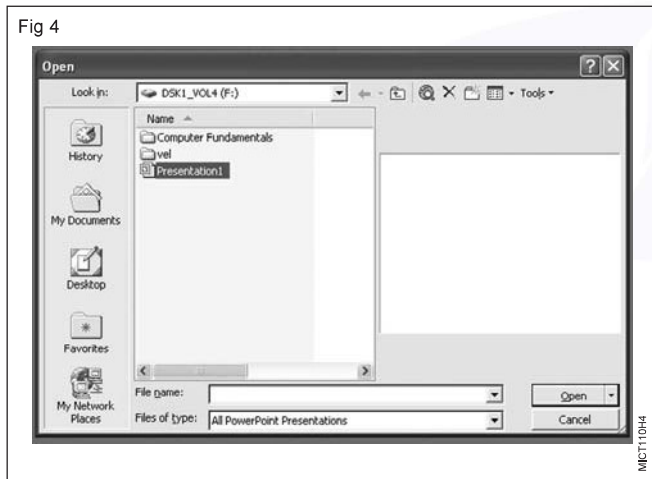 Fig 4
Open
Look in:
DSK1_VOL4 (F:)
Tools
Name
Computer Fundamentals
vel
Presentation1
History
My Documents
Desktop
Favorites
My Network
Places
File name:
Open
Files of type:
All PowerPoint Presentations
Cancel
MICT110H4